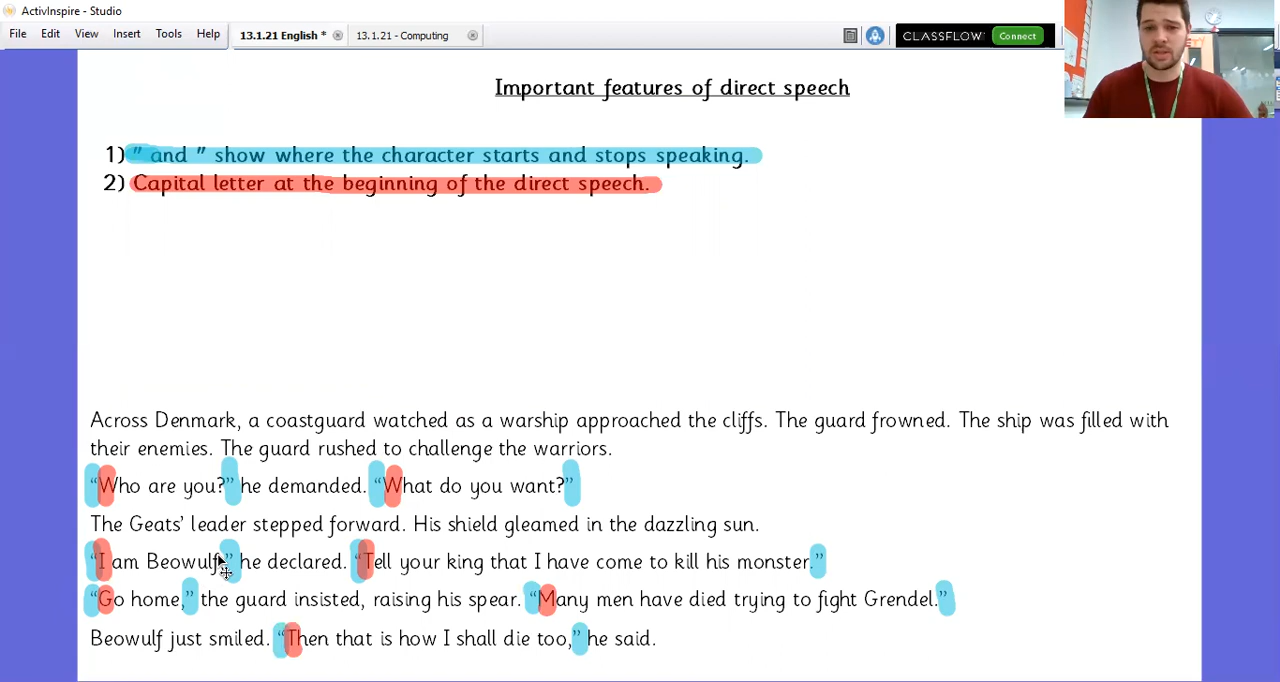 ActivInspire - Studio
File Edit View Insert Tools Help 13.1.21 English * 13.1.21 - Computing CLASSFLOW Connect
Important features of direct speech
1) " and " show where the character starts and stops speaking.
2) Capital letter at the beginning of the direct speech.
Across Denmark, a coastguard watched as a warship approached the cliffs. The guard frowned. The ship was filled with
their enemies. The guard rushed to challenge the warriors.
“Who are you?” he demanded. “What do you want?”
The Geats’ leader stepped forward. His shield gleamed in the dazzling sun.
“I am Beowulf,” he declared. “Tell your king that I have come to kill his monster.”
“Go home,” the guard insisted, raising his spear. “Many men have died trying to fight Grendel.”
Beowulf just smiled. “Then that is how I shall die too,” he said.